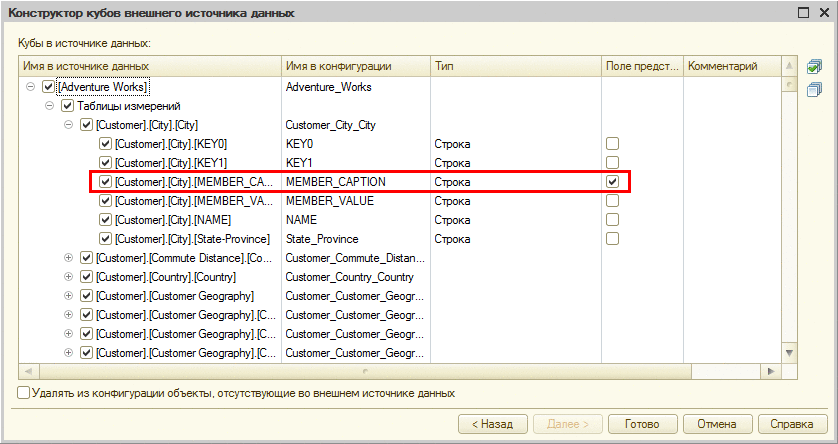 Конструктор кубов внешнего источника данных
Кубы в источнике данных:
Имя в источнике данных Имя в конфигурации Тип Поле предст... Комментарий
[Adventure Works] Adventure_Works
Таблицы измерений
[Customer].[City].[City] Customer_City_City
[Customer].[City].[KEY0] KEY0 Строка
[Customer].[City].[KEY1] KEY1 Строка
[Customer].[City].[MEMBER_CA... MEMBER_CAPTION Строка
[Customer].[City].[MEMBER_VA... MEMBER_VALUE Строка
[Customer].[City].[NAME] NAME Строка
[Customer].[City].[State-Province] State_Province Строка
[Customer].[Commute Distance].[Co... Customer_Commute_Distan...
[Customer].[Country].[Country] Customer_Country_Country
[Customer].[Customer Geography] Customer_Customer_Geogr...
[Customer].[Customer Geography].[C... Customer_Customer_Geogr...
[Customer].[Customer Geography].[C... Customer_Customer_Geogr...
[Customer].[Customer Geography].[C... Customer_Customer_Geogr...
Удалять из конфигурации объекты, отсутствующие во внешнем источнике данных
< Назад Далее > Готово Отмена Справка